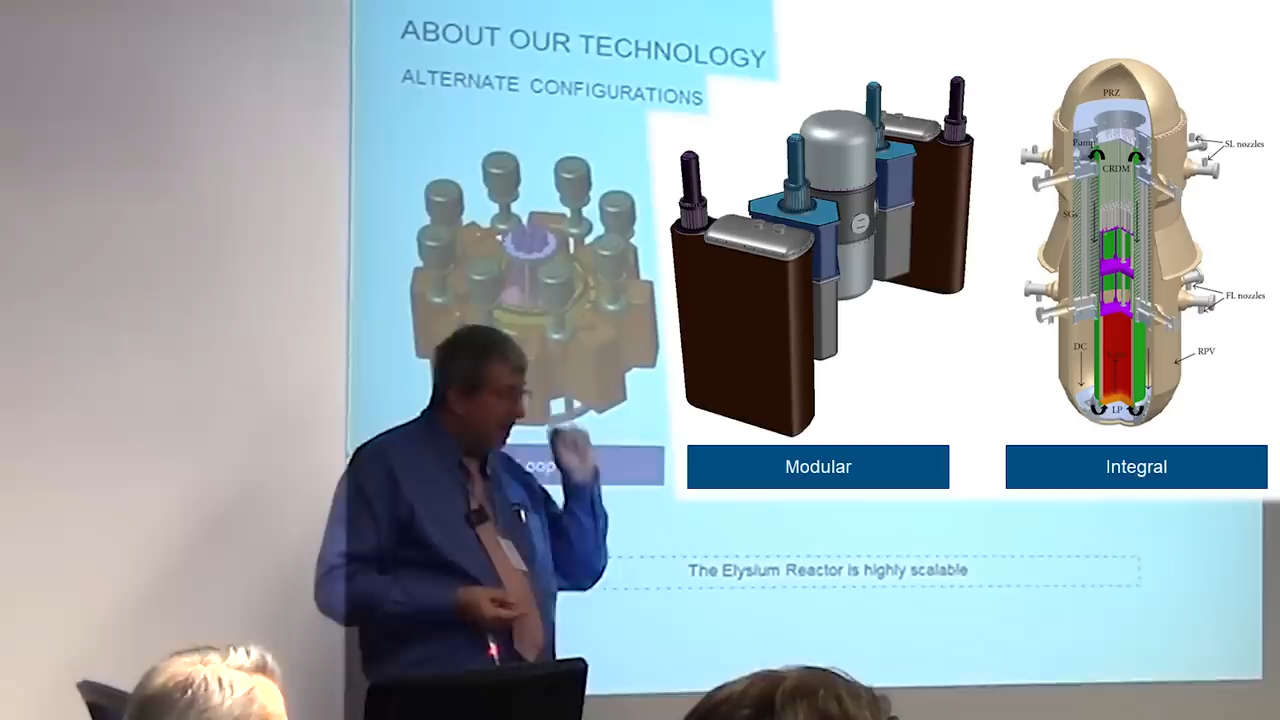 ABOUT OUR TECHNOLOGY
ALTERNATE CONFIGURATIONS
PRZ
Pump
SL nozzles
CRDM
SGs
FL nozzles
DC
RPV
LP
Modular
Integral
The Elysium Reactor is highly scalable